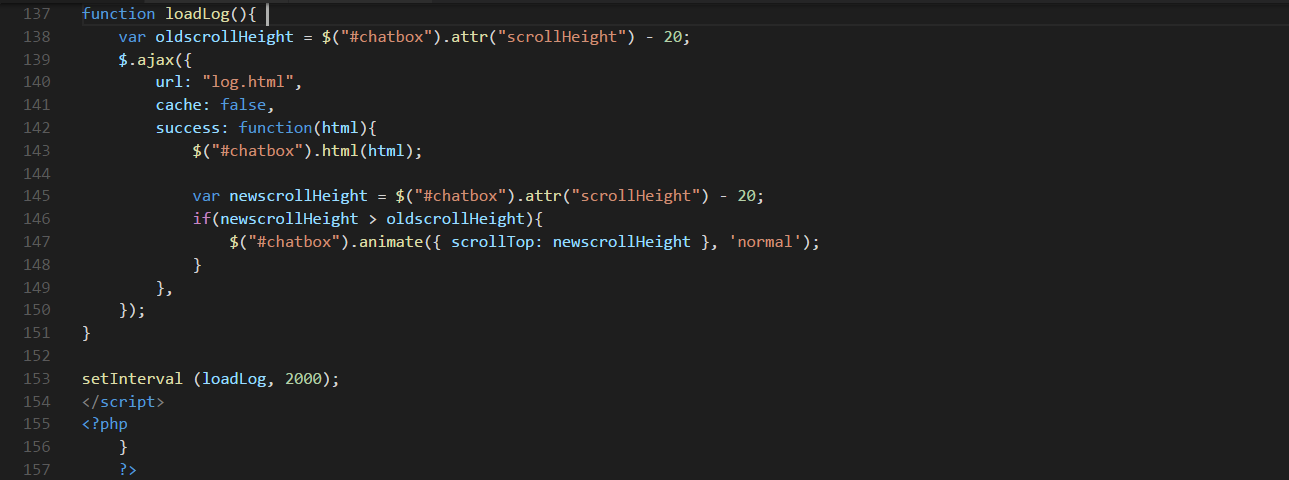 137 function loadLog(){
138     var oldscrollHeight = $("#chatbox").attr("scrollHeight") - 20;
139     $.ajax({
140         url: "log.html",
141         cache: false,
142         success: function(html){
143             $("#chatbox").html(html);
144
145             var newscrollHeight = $("#chatbox").attr("scrollHeight") - 20;
146             if(newscrollHeight > oldscrollHeight){
147                 $("#chatbox").animate({ scrollTop: newscrollHeight }, 'normal');
148             }
149         },
150     });
151 }
152
153 setInterval (loadLog, 2000);
154 </script>
155 <?php
156     }
157     ?>